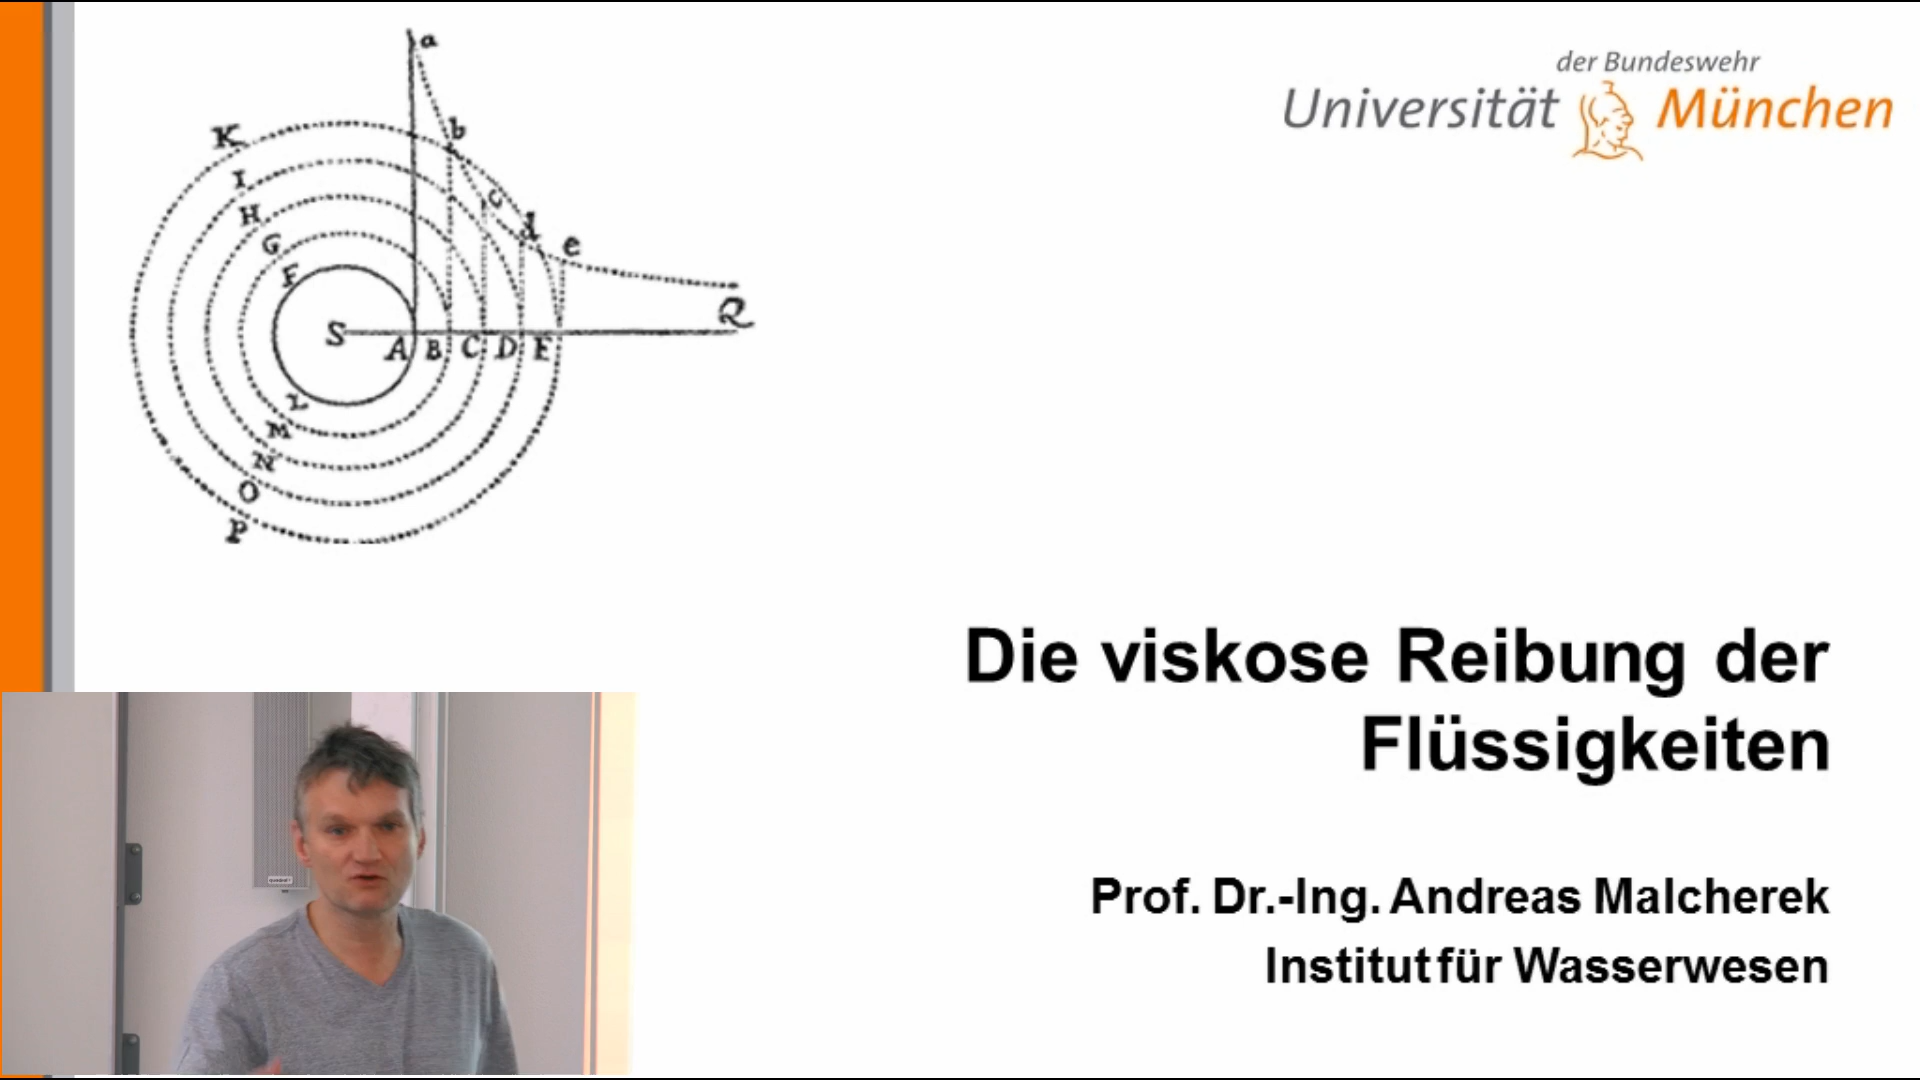 a
der Bundeswehr
Universität München
K
b
I
c
H
d
G
e
F
Q
S
A B C D E
L
M
N
O
P
Die viskose Reibung der
Flüssigkeiten
Prof. Dr.-Ing. Andreas Malcherek
Institut für Wasserwesen